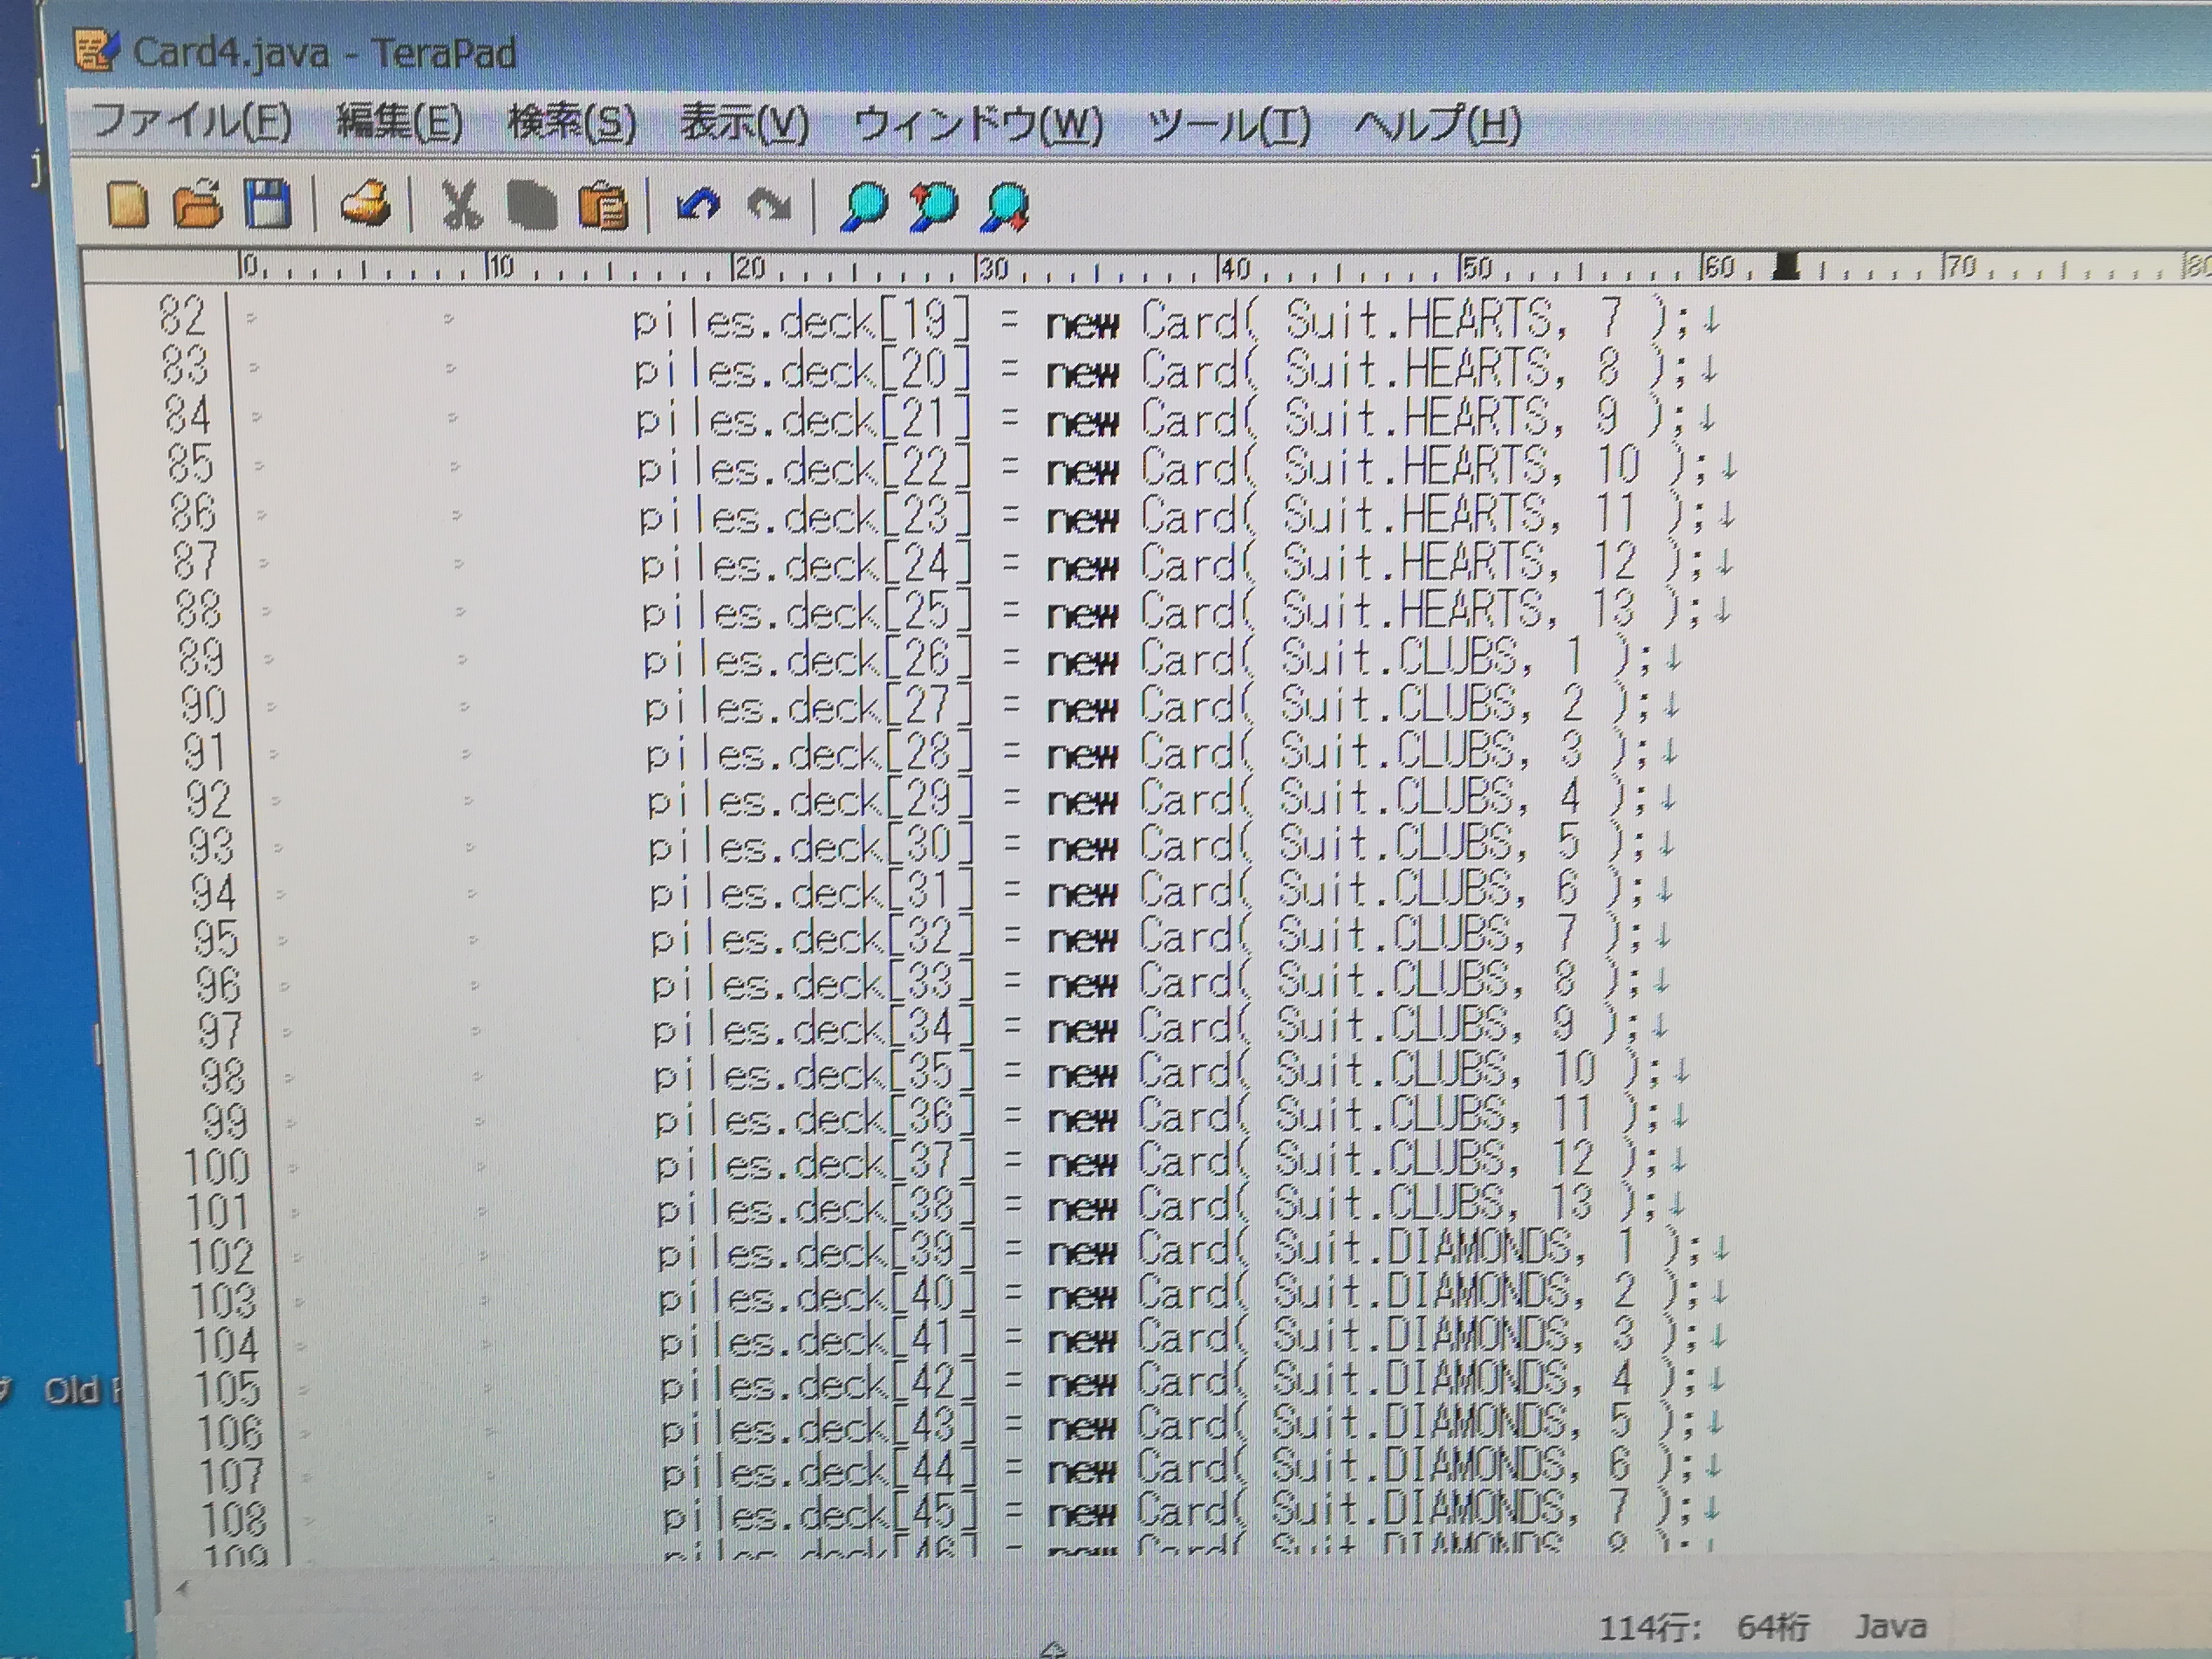 Card4.java - TeraPad
ファイル(F) 編集(E) 検索(S) 表示(V) ウィンドウ(W) ツール(T) ヘルプ(H)
0 10 20 30 40 50 60 70 80
82 piles.deck[19] = new Card( Suit.HEARTS, 7 );↓
83 piles.deck[20] = new Card( Suit.HEARTS, 8 );↓
84 piles.deck[21] = new Card( Suit.HEARTS, 9 );↓
85 piles.deck[22] = new Card( Suit.HEARTS, 10 );↓
86 piles.deck[23] = new Card( Suit.HEARTS, 11 );↓
87 piles.deck[24] = new Card( Suit.HEARTS, 12 );↓
88 piles.deck[25] = new Card( Suit.HEARTS, 13 );↓
89 piles.deck[26] = new Card( Suit.CLUBS, 1 );↓
90 piles.deck[27] = new Card( Suit.CLUBS, 2 );↓
91 piles.deck[28] = new Card( Suit.CLUBS, 3 );↓
92 piles.deck[29] = new Card( Suit.CLUBS, 4 );↓
93 piles.deck[30] = new Card( Suit.CLUBS, 5 );↓
94 piles.deck[31] = new Card( Suit.CLUBS, 6 );↓
95 piles.deck[32] = new Card( Suit.CLUBS, 7 );↓
96 piles.deck[33] = new Card( Suit.CLUBS, 8 );↓
97 piles.deck[34] = new Card( Suit.CLUBS, 9 );↓
98 piles.deck[35] = new Card( Suit.CLUBS, 10 );↓
99 piles.deck[36] = new Card( Suit.CLUBS, 11 );↓
100 piles.deck[37] = new Card( Suit.CLUBS, 12 );↓
101 piles.deck[38] = new Card( Suit.CLUBS, 13 );↓
102 piles.deck[39] = new Card( Suit.DIAMONDS, 1 );↓
103 piles.deck[40] = new Card( Suit.DIAMONDS, 2 );↓
104 piles.deck[41] = new Card( Suit.DIAMONDS, 3 );↓
105 piles.deck[42] = new Card( Suit.DIAMONDS, 4 );↓
106 piles.deck[43] = new Card( Suit.DIAMONDS, 5 );↓
107 piles.deck[44] = new Card( Suit.DIAMONDS, 6 );↓
108 piles.deck[45] = new Card( Suit.DIAMONDS, 7 );↓
109 piles.deck[46] = new Card( Suit.DIAMONDS, 8 );↓
Old
114行: 64桁 Java